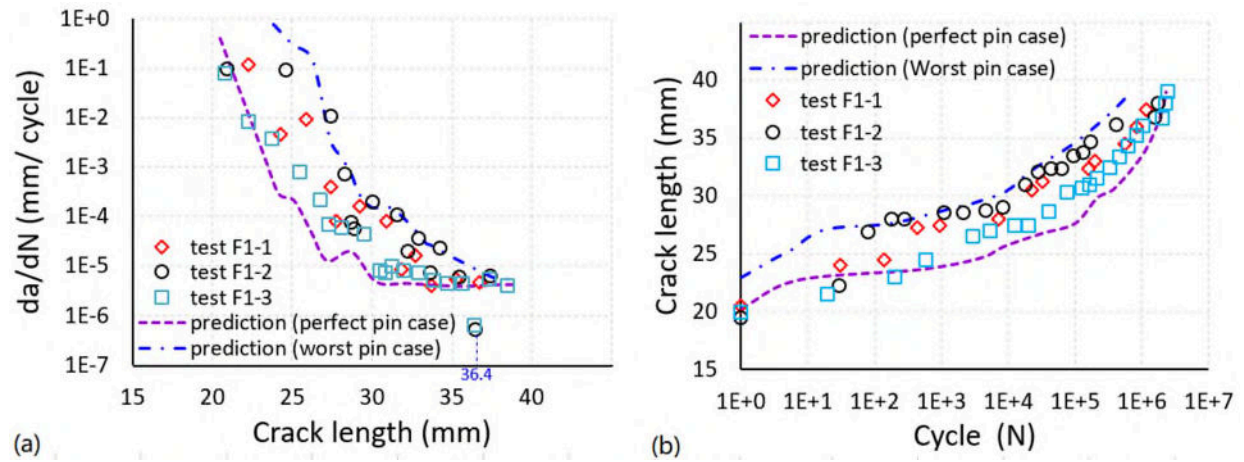 da/dN (mm/ cycle)
1E+0
1E-1
1E-2
1E-3
1E-4
1E-5
1E-6
1E-7
test F1-1
test F1-2
test F1-3
prediction (perfect pin case)
prediction (worst pin case)
36.4
15 20 25 30 35 40
Crack length (mm)
(a)
Crack length (mm)
prediction (perfect pin case)
prediction (Worst pin case)
test F1-1
test F1-2
test F1-3
40
35
30
25
20
15
1E+0 1E+1 1E+2 1E+3 1E+4 1E+5 1E+6 1E+7
Cycle (N)
(b)